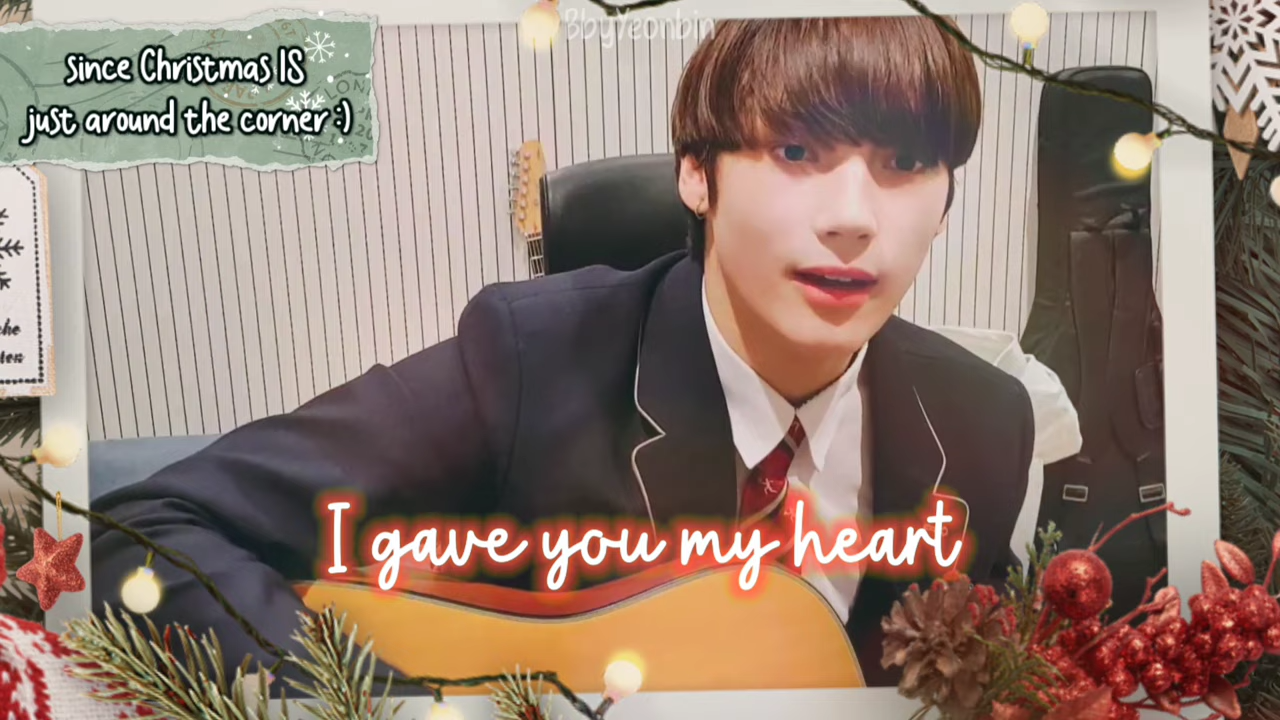 BbyYeonbin
since Christmas IS
just around the corner :)
I gave you my heart